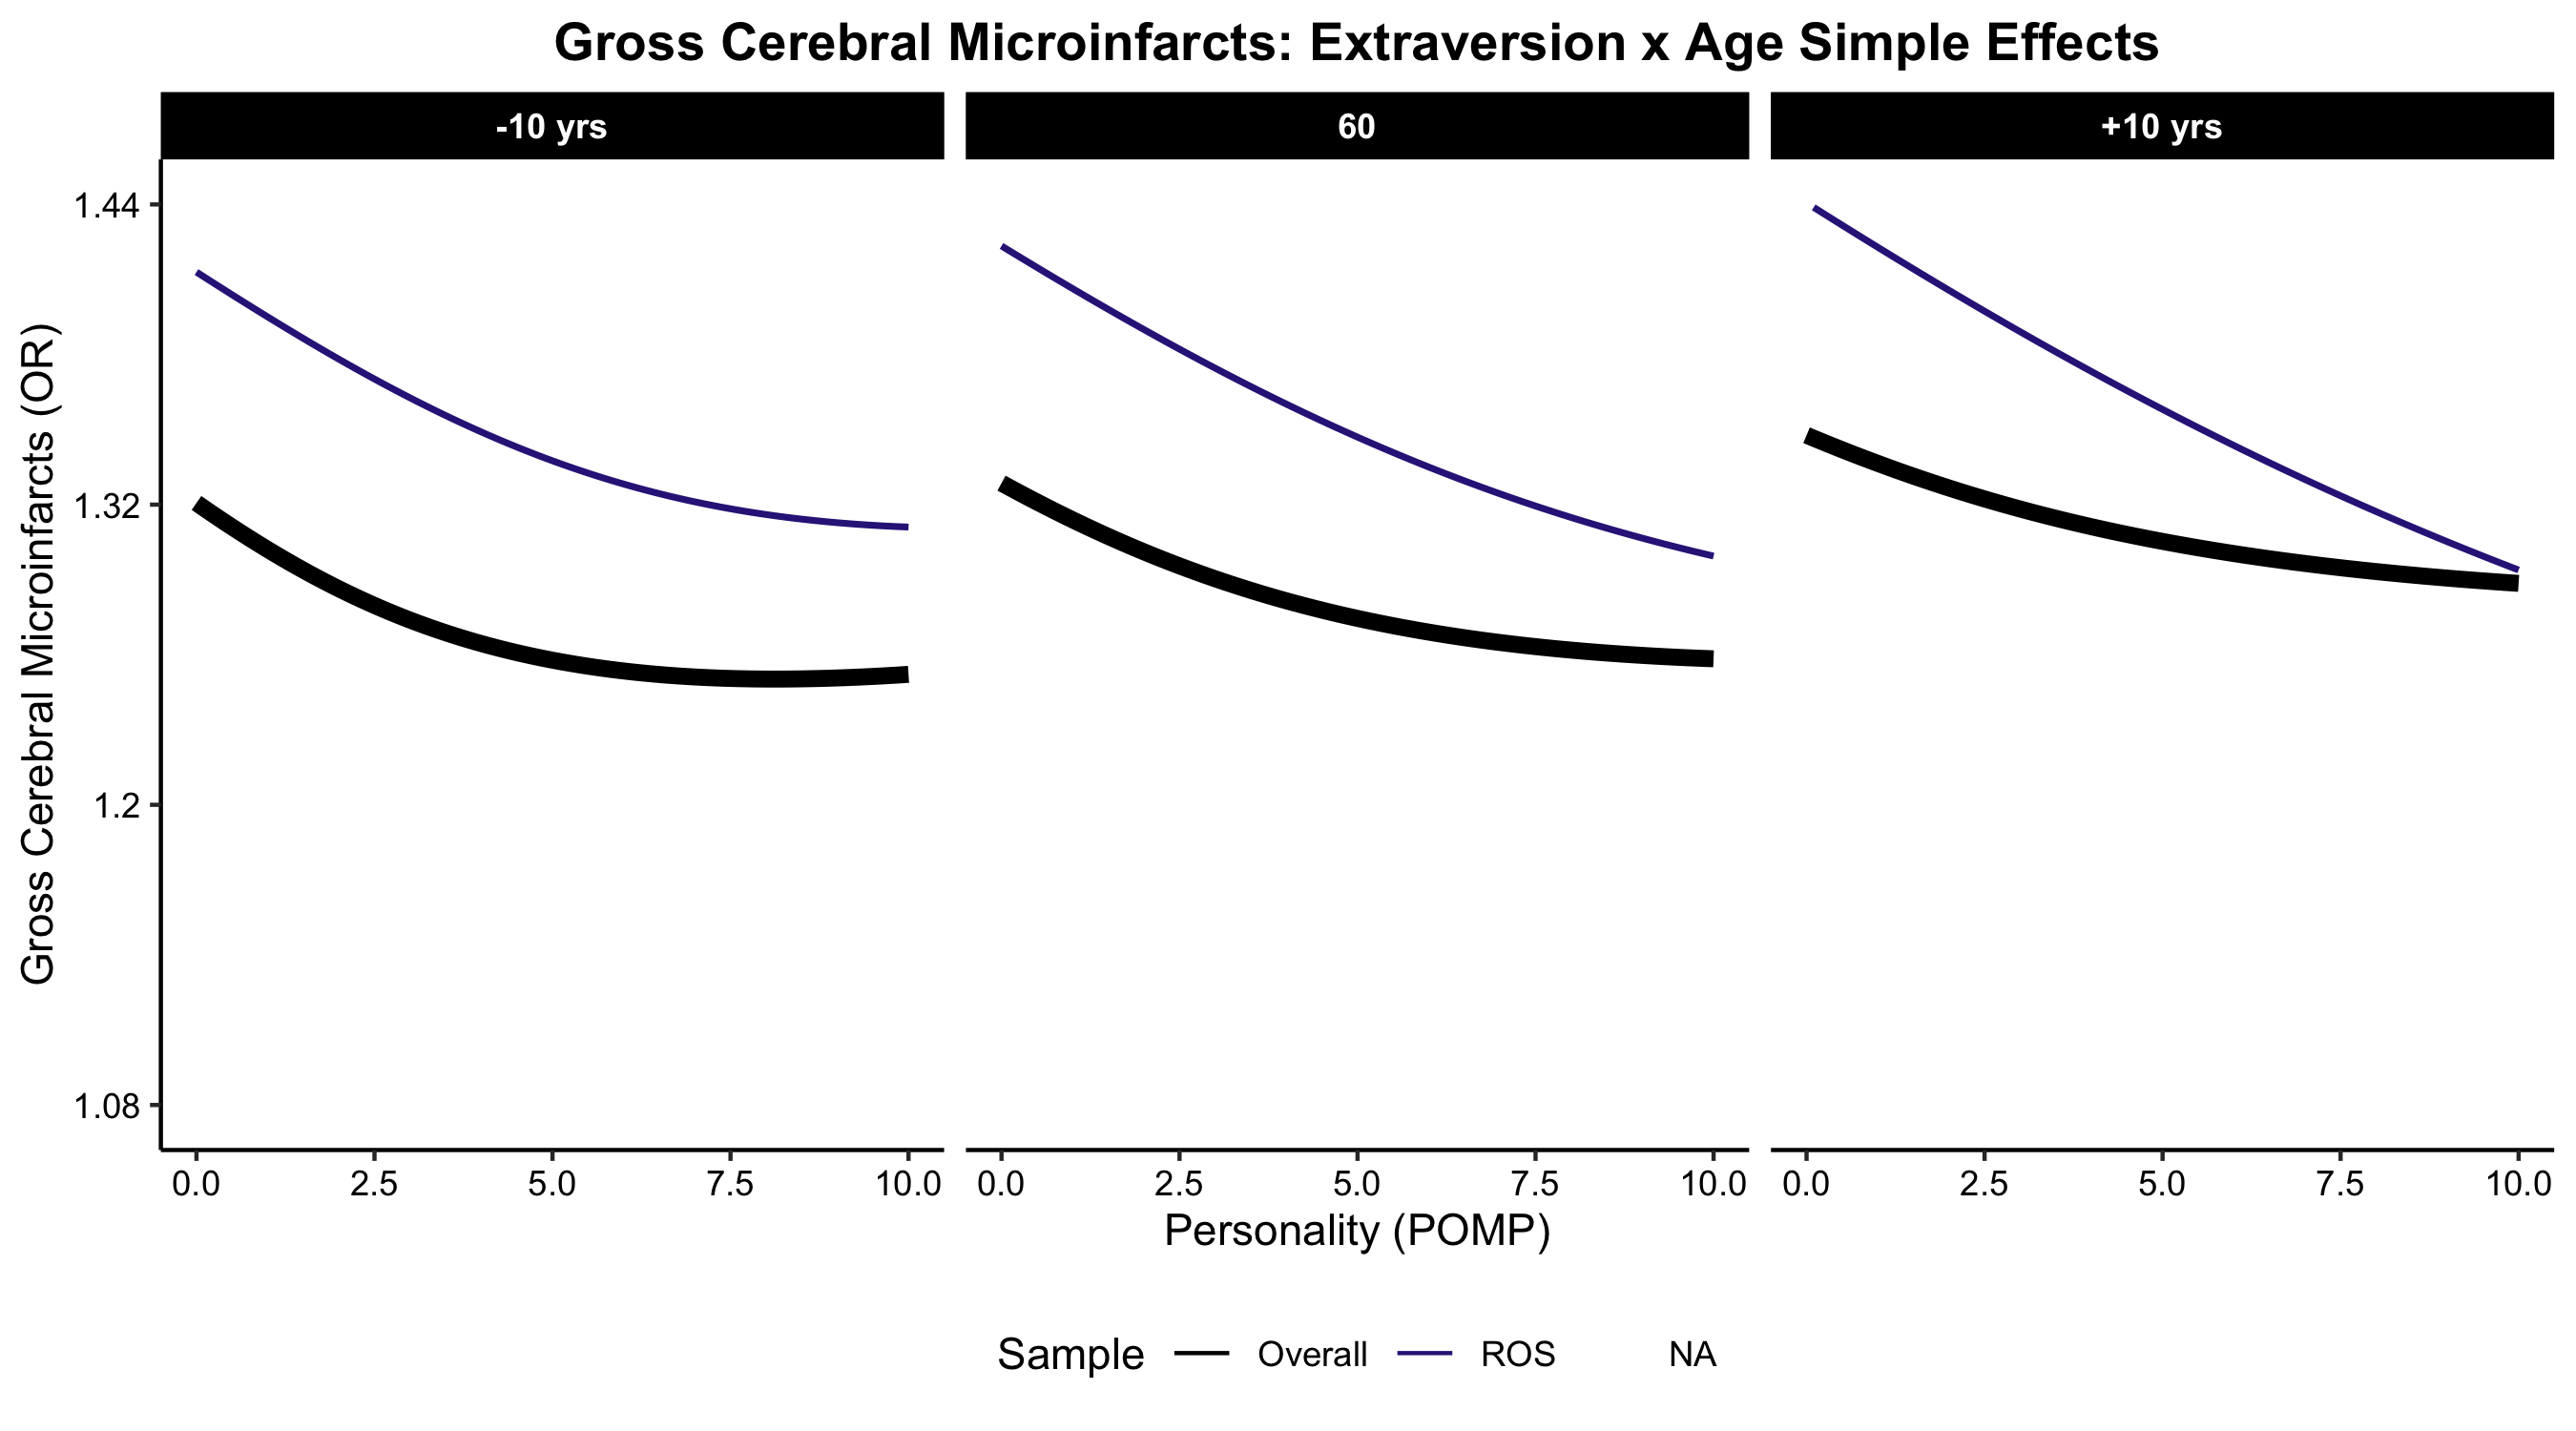 Gross Cerebral Microinfarcts: Extraversion x Age Simple Effects
-10 yrs 60 +10 yrs
Gross Cerebral Microinfarcts (OR)
1.44
1.32
1.2
1.08
0.0 2.5 5.0 7.5 10.0 0.0 2.5 5.0 7.5 10.0 0.0 2.5 5.0 7.5 10.0
Personality (POMP)
Sample Overall ROS NA